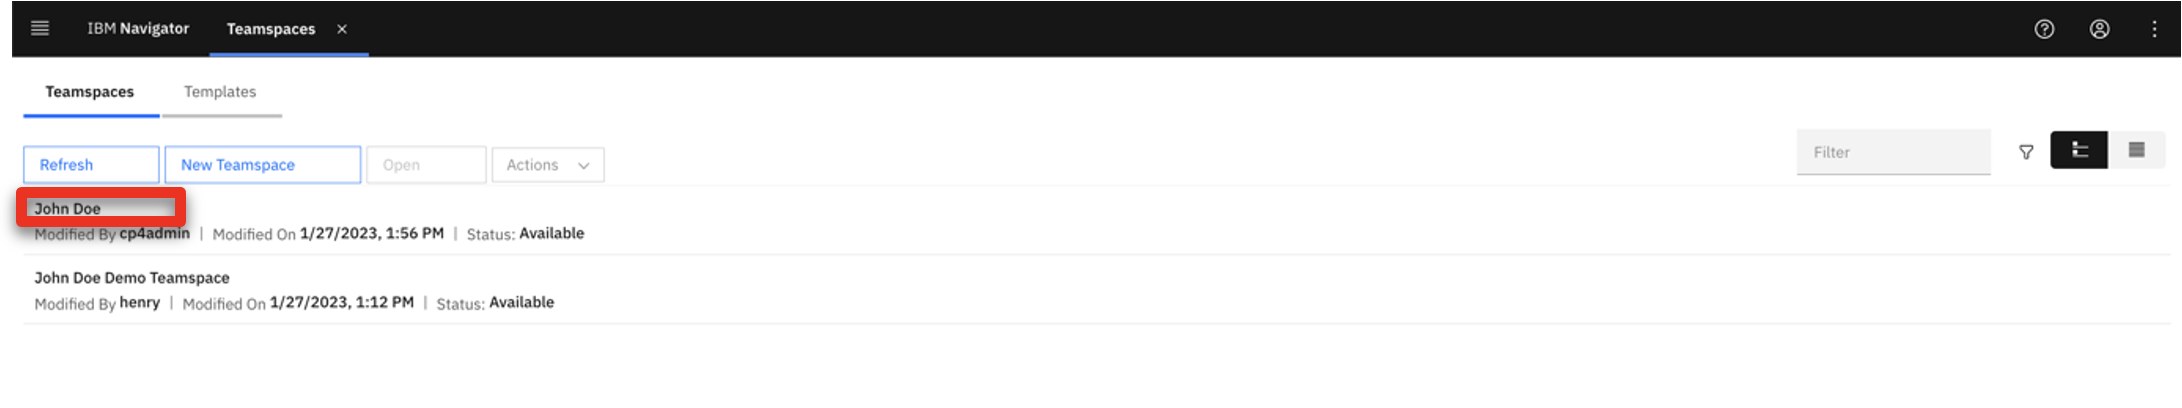 IBM Navigator Teamspaces
Teamspaces Templates
Refresh New Teamspace Open Actions Filter
John Doe
Modified By cp4admin | Modified On 1/27/2023, 1:56 PM | Status: Available
John Doe Demo Teamspace
Modified By henry | Modified On 1/27/2023, 1:12 PM | Status: Available